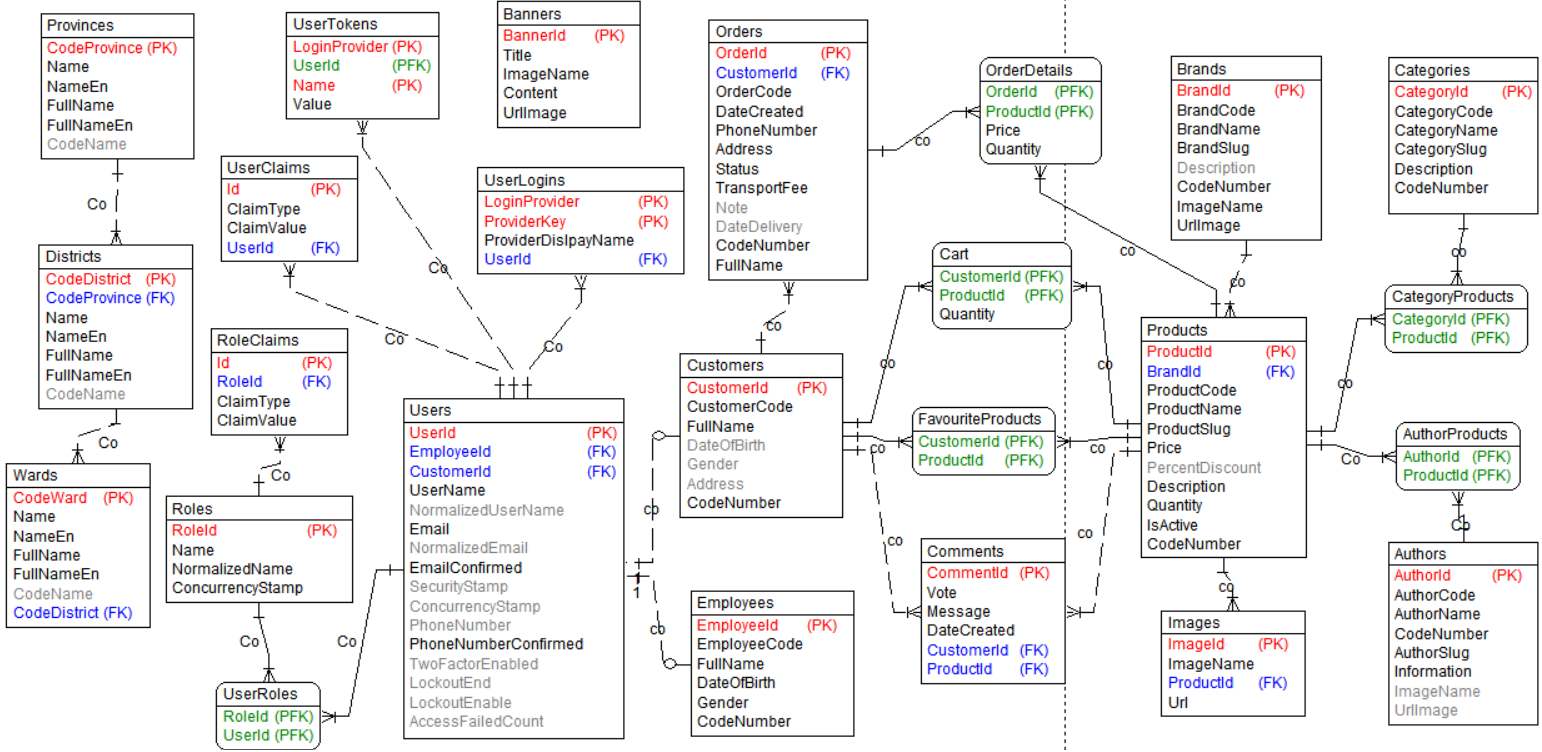 Provinces
CodeProvince (PK)
Name
NameEn
FullName
FullNameEn
CodeName
Co
Districts
CodeDistrict (PK)
CodeProvince (FK)
Name
NameEn
FullName
FullNameEn
CodeName
Co
Wards
CodeWard (PK)
Name
NameEn
FullName
FullNameEn
CodeName
CodeDistrict (FK)
UserTokens
LoginProvider (PK)
UserId (PFK)
Name (PK)
Value
Co
UserClaims
Id (PK)
ClaimType
ClaimValue
UserId (FK)
Co
RoleClaims
Id (PK)
RoleId (FK)
ClaimType
ClaimValue
Co
Roles
RoleId (PK)
Name
NormalizedName
ConcurrencyStamp
Co
Co
UserRoles
RoleId (PFK)
UserId (PFK)
Banners
BannerId (PK)
Title
ImageName
Content
UrlImage
UserLogins
LoginProvider (PK)
ProviderKey (PK)
ProviderDislpayName
UserId (FK)
Co
Users
UserId (PK)
EmployeeId (FK)
CustomerId (FK)
UserName
NormalizedUserName
Email
NormalizedEmail
EmailConfirmed
SecurityStamp
ConcurrencyStamp
PhoneNumber
PhoneNumberConfirmed
TwoFactorEnabled
LockoutEnd
LockoutEnable
AccessFailedCount
1
1
co
co
Orders
OrderId (PK)
CustomerId (FK)
OrderCode
DateCreated
PhoneNumber
Address
Status
TransportFee
Note
DateDelivery
CodeNumber
FullName
co
co
Customers
CustomerId (PK)
CustomerCode
FullName
DateOfBirth
Gender
Address
CodeNumber
Employees
EmployeeId (PK)
EmployeeCode
FullName
DateOfBirth
Gender
CodeNumber
OrderDetails
OrderId (PFK)
ProductId (PFK)
Price
Quantity
co
Cart
CustomerId (PFK)
ProductId (PFK)
Quantity
co
co
FavouriteProducts
CustomerId (PFK)
ProductId (PFK)
co
co
Comments
CommentId (PK)
Vote
Message
DateCreated
CustomerId (FK)
ProductId (FK)
co
co
Brands
BrandId (PK)
BrandCode
BrandName
BrandSlug
Description
CodeNumber
ImageName
UrlImage
co
Products
ProductId (PK)
BrandId (FK)
ProductCode
ProductName
ProductSlug
Price
PercentDiscount
Description
Quantity
IsActive
CodeNumber
co
Images
ImageId (PK)
ImageName
ProductId (FK)
Url
Categories
CategoryId (PK)
CategoryCode
CategoryName
CategorySlug
Description
CodeNumber
co
CategoryProducts
CategoryId (PFK)
ProductId (PFK)
co
AuthorProducts
AuthorId (PFK)
ProductId (PFK)
Co
Co
Authors
AuthorId (PK)
AuthorCode
AuthorName
CodeNumber
AuthorSlug
Information
ImageName
UrlImage